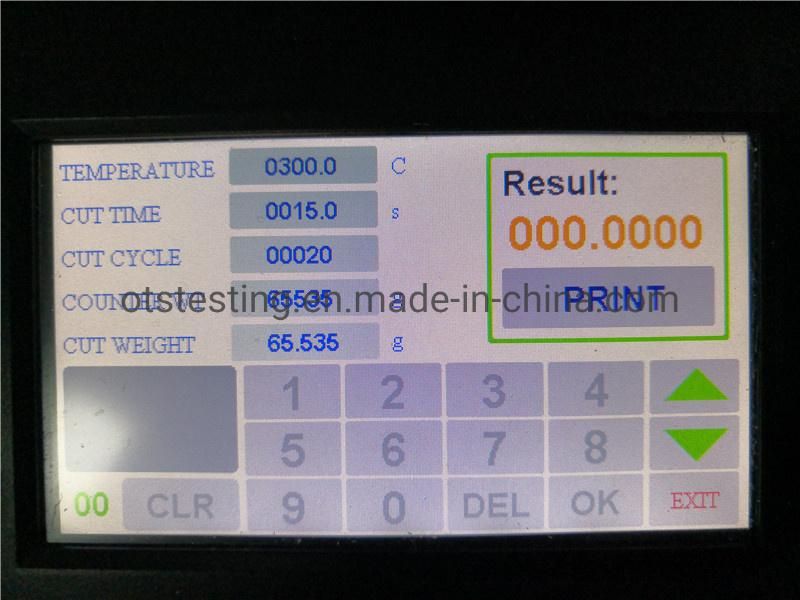 TEMPERATURE 0300.0 C
CUT TIME 0015.0 s
CUT CYCLE 00020
COUNTER WT 65535 g
CUT WEIGHT 65.535 g
Result:
000.0000
PRINT
otstesting.en.made-in-china.com
1 2 3 4
5 6 7 8
00 CLR 9 0 DEL OK EXIT